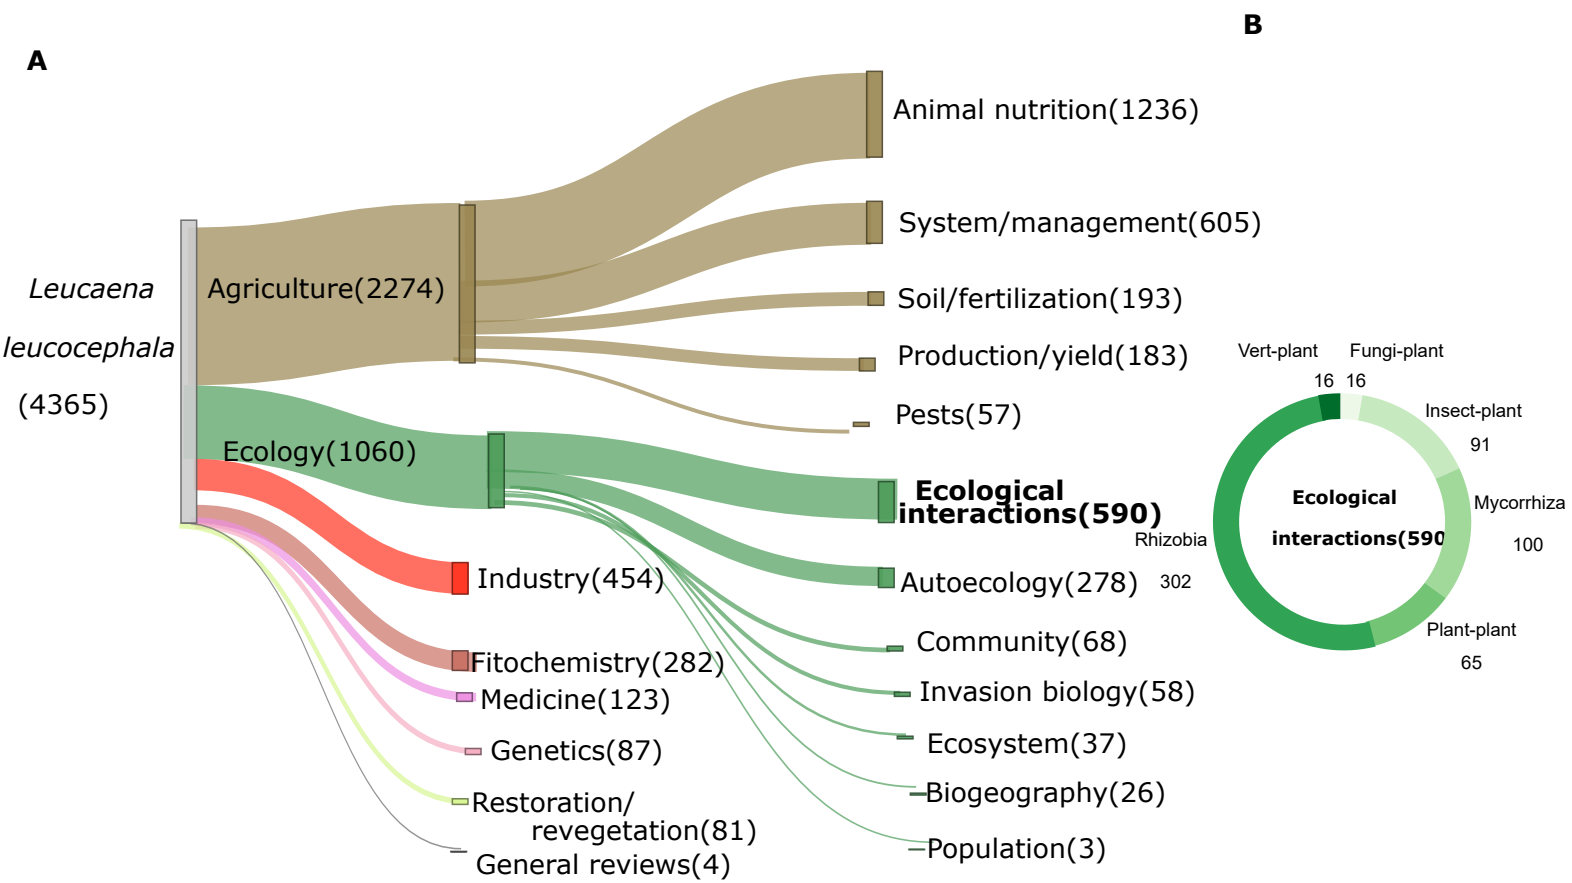 A
B
Leucaena
leucocephala
(4365)
Agriculture(2274)
Ecology(1060)
Industry(454)
Fitochemistry(282)
Medicine(123)
Genetics(87)
Restoration/
revegetation(81)
General reviews(4)
Animal nutrition(1236)
System/management(605)
Soil/fertilization(193)
Production/yield(183)
Pests(57)
Ecological
interactions(590)
Autoecology(278)
Community(68)
Invasion biology(58)
Ecosystem(37)
Biogeography(26)
Population(3)
Vert-plant
16
Fungi-plant
16
Insect-plant
91
Mycorrhiza
100
Plant-plant
65
Rhizobia
302
Ecological
interactions(590